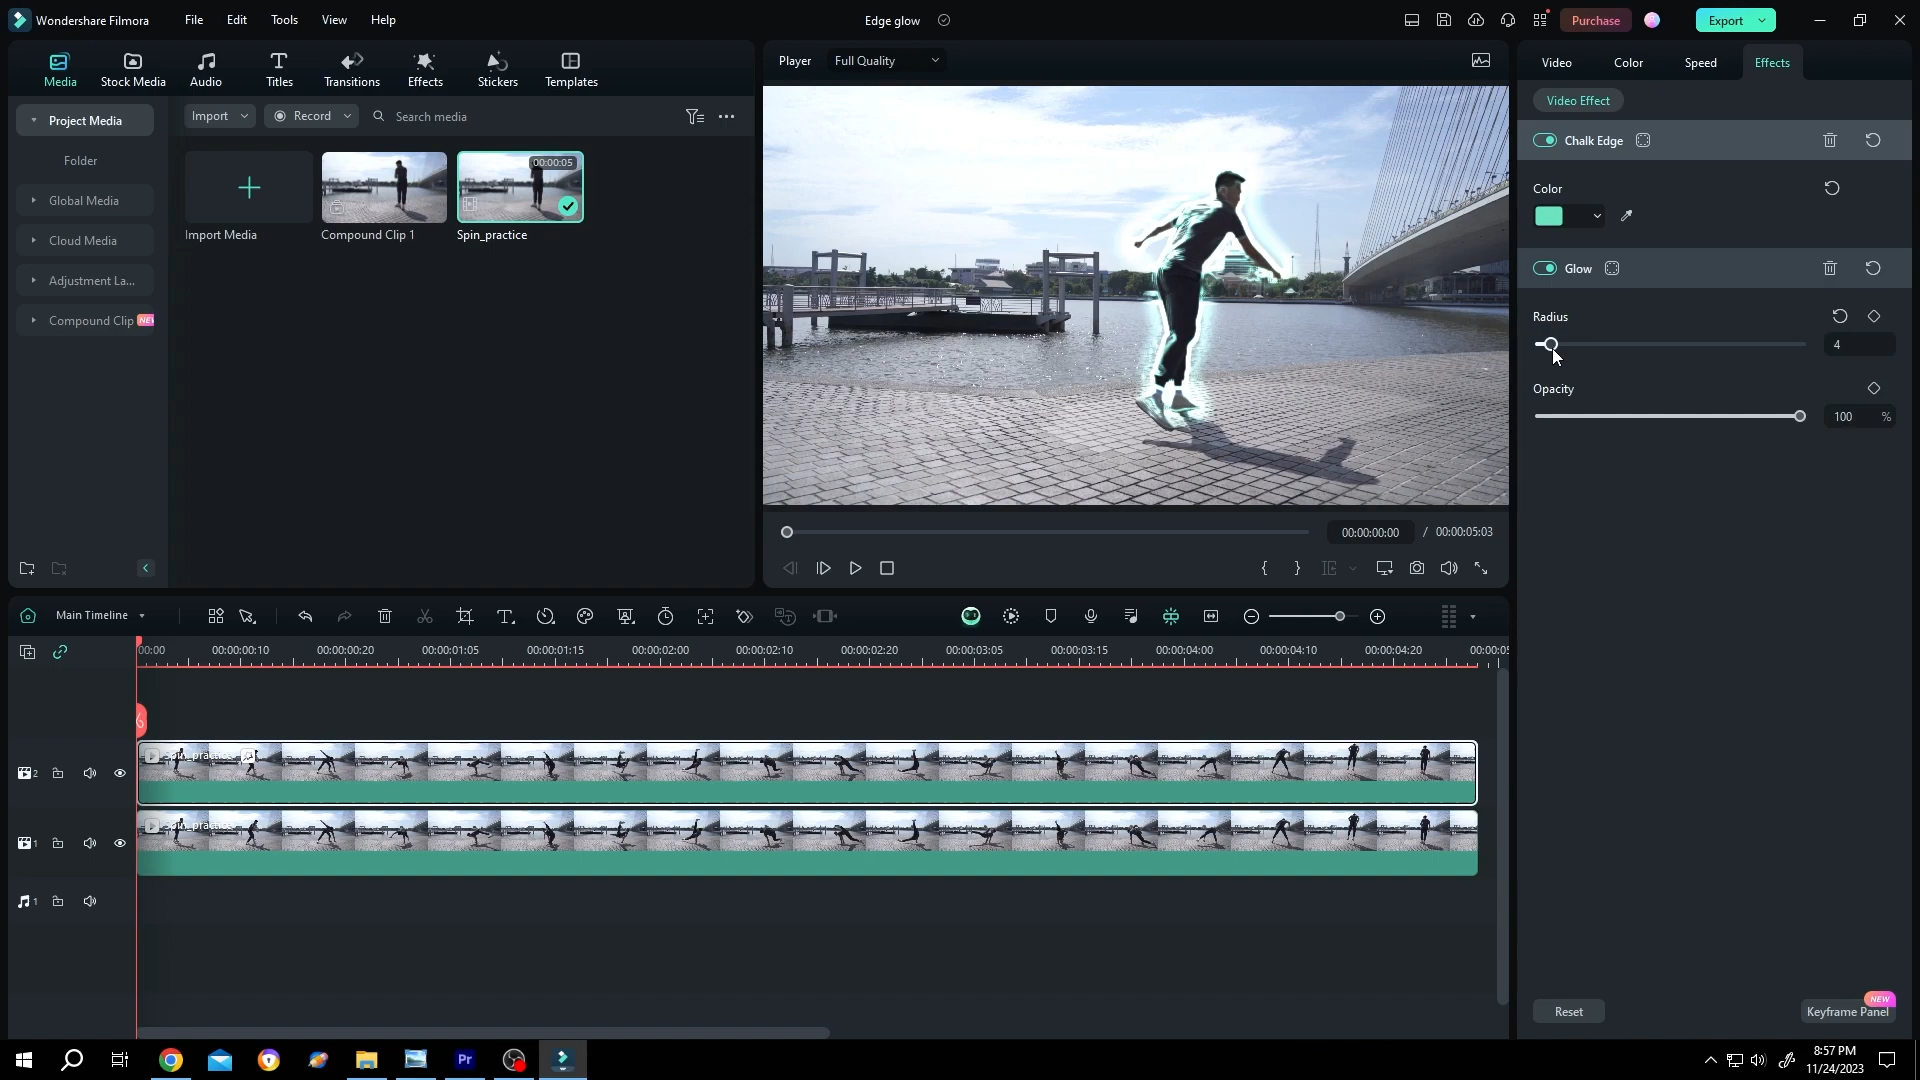 Wondershare Filmora
File
Edit
Tools
View
Help
Edge glow
Purchase
Export
Media
Stock Media
Audio
Titles
Transitions
Effects
Stickers
Templates
Player
Full Quality
Video
Color
Speed
Effects
Project Media
Folder
Global Media
Cloud Media
Adjustment La...
Compound Clip
Import
Record
Search media
Import Media
Compound Clip 1
00:00:05
Spin_practice
Video Effect
Chalk Edge
Color
Glow
Radius
4
Opacity
100 %
Reset
NEW
Keyframe Panel
00:00:00:00 / 00:00:05:03
Main Timeline
00:00
00:00:00:10
00:00:00:20
00:00:01:05
00:00:01:15
00:00:02:00
00:00:02:10
00:00:02:20
00:00:03:05
00:00:03:15
00:00:04:00
00:00:04:10
00:00:04:20
2
Spin_practice
1
Spin_practice
1
Pr
8:57 PM
11/24/2023